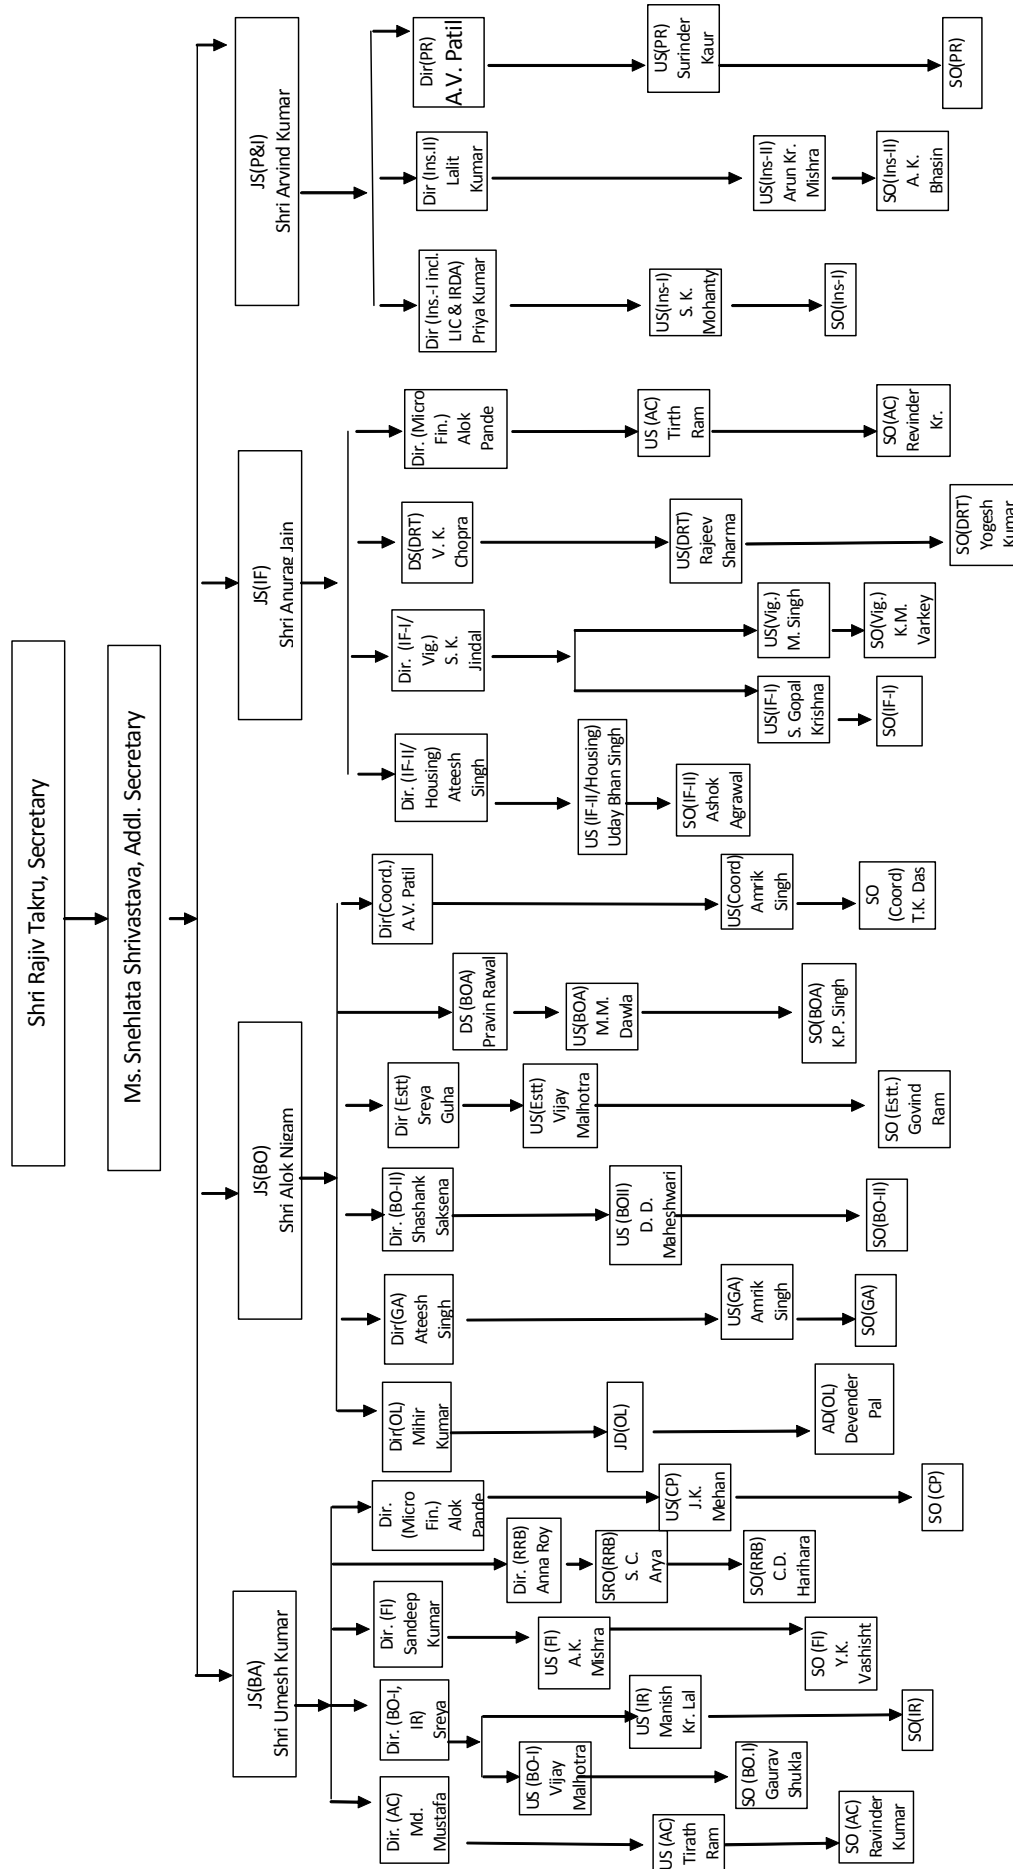 Shri Rajiv Takru, Secretary
Ms. Snehlata Shrivastava, Addl. Secretary
JS(BA)
Shri Umesh Kumar
JS(BO)
Shri Alok Nigam
JS(IF)
Shri Anurag Jain
JS(P&I)
Shri Arvind Kumar
Dir. (AC)
Md.
Mustafa
Dir. (BO-I,
IR)
Sreya
Dir. (FI)
Sandeep
Kumar
Dir. (RRB)
Anna Roy
Dir.
(Micro
Fin.)
Alok
Pande
Dir(OL)
Mihir
Kumar
Dir(GA)
Ateesh
Singh
Dir. (BO-II)
Shashank
Saksena
Dir (Estt)
Sreya
Guha
DS (BOA)
Pravin Rawal
Dir(Coord.)
A.V. Patil
Dir. (IF-II/
Housing)
Ateesh
Singh
Dir. (IF-I/
Vig.)
S. K.
Jindal
DS(DRT)
V. K.
Chopra
Dir. (Micro
Fin.)
Alok
Pande
Dir (Ins.-I incl.
LIC & IRDA)
Priya Kumar
Dir (Ins.II)
Lalit
Kumar
Dir(PR)
A.V. Patil
US (AC)
Tirath
Ram
US (BO-I)
Vijay
Malhotra
US (IR)
Manish
Kr. Lal
US (FI)
A.K.
Mishra
SRO(RRB)
S. C.
Arya
US(CP)
J.K.
Mehan
JD(OL)
US(GA)
Amrik
Singh
US (BOII)
D. D.
Maheshwari
US(Estt)
Vijay
Malhotra
US(BOA)
M.M.
Dawla
US(Coord)
Amrik
Singh
US (IF-II/Housing)
Uday Bhan Singh
US(IF-I)
S. Gopal
Krishna
US(Vig.)
M. Singh
US(DRT)
Rajeev
Sharma
US (AC)
Tirth
Ram
US(Ins-I)
S. K.
Mohanty
US(Ins-II)
Arun Kr.
Mishra
US(PR)
Surinder
Kaur
SO (AC)
Ravinder
Kumar
SO (BO.I)
Gaurav
Shukla
SO(IR)
SO (FI)
Y.K.
Vashisht
SO(RRB)
C.D.
Harihara
SO (CP)
AD(OL)
Devender
Pal
SO(GA)
SO(BO-II)
SO (Estt.)
Govind
Ram
SO(BOA)
K.P. Singh
SO
(Coord)
T.K. Das
SO(IF-II)
Ashok
Agrawal
SO(IF-I)
SO(Vig.)
K.M.
Varkey
SO(DRT)
Yogesh
Kumar
SO(AC)
Revinder
Kr.
SO(Ins-I)
SO(Ins-II)
A. K.
Bhasin
SO(PR)